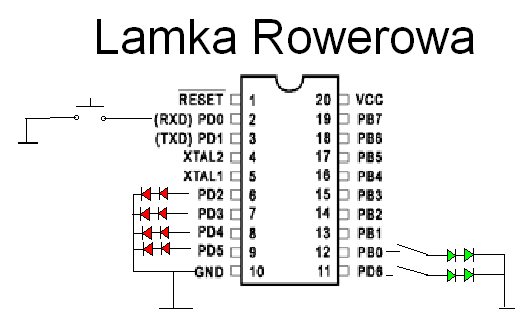 Lamka Rowerowa
RESET 1 20 VCC
(RXD) PD0 2 19 PB7
(TXD) PD1 3 18 PB6
XTAL2 4 17 PB5
XTAL1 5 16 PB4
PD2 6 15 PB3
PD3 7 14 PB2
PD4 8 13 PB1
PD5 9 12 PB0
GND 10 11 PD6